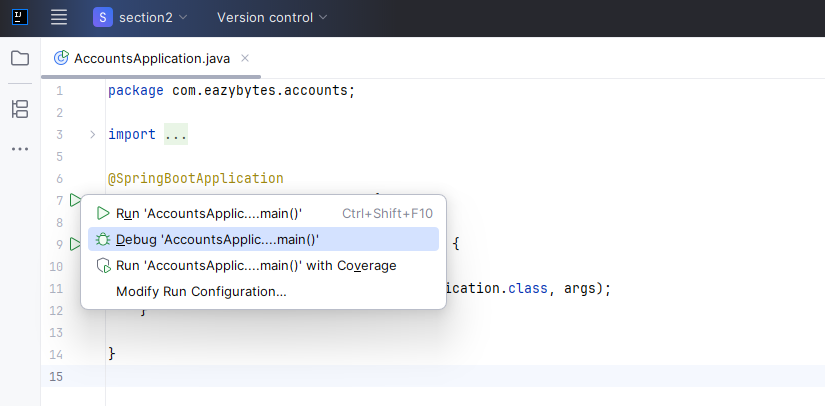 IJ
S section2 Version control
AccountsApplication.java
1 package com.eazybytes.accounts;
2
3 import ...
5
6 @SpringBootApplication
7 {
8
9 {
10
11 ication.class, args);
12 }
13
14 }
15
Run 'AccountsApplic....main()' Ctrl+Shift+F10
Debug 'AccountsApplic....main()'
Run 'AccountsApplic....main()' with Coverage
Modify Run Configuration...